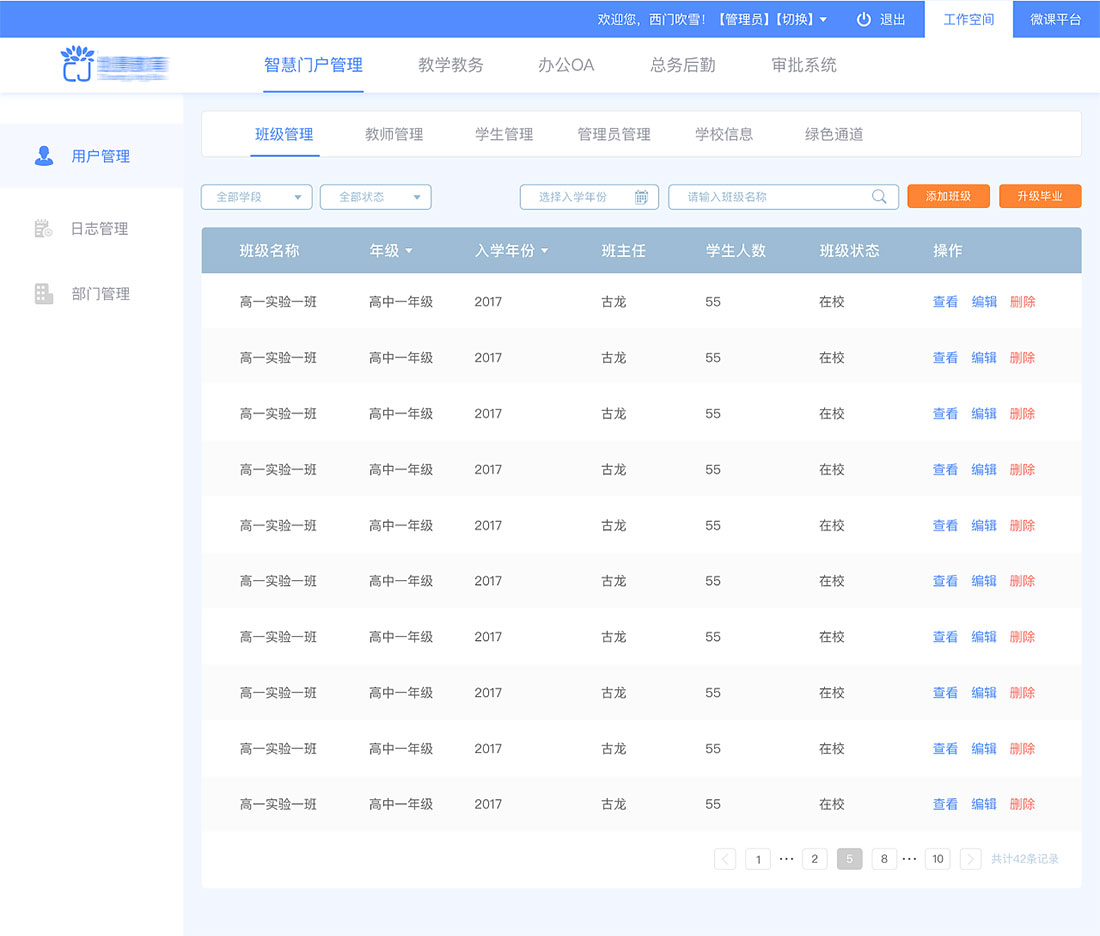 欢迎您，西门吹雪！【管理员】【切换】 退出 工作空间 微课平台
CJ 智慧门户管理 教学教务 办公OA 总务后勤 审批系统
用户管理
日志管理
部门管理
班级管理 教师管理 学生管理 管理员管理 学校信息 绿色通道
全部学段 全部状态 选择入学年份 请输入班级名称 添加班级 升级毕业
班级名称 年级 入学年份 班主任 学生人数 班级状态 操作
高一实验一班 高中一年级 2017 古龙 55 在校 查看 编辑 删除
高一实验一班 高中一年级 2017 古龙 55 在校 查看 编辑 删除
高一实验一班 高中一年级 2017 古龙 55 在校 查看 编辑 删除
高一实验一班 高中一年级 2017 古龙 55 在校 查看 编辑 删除
高一实验一班 高中一年级 2017 古龙 55 在校 查看 编辑 删除
高一实验一班 高中一年级 2017 古龙 55 在校 查看 编辑 删除
高一实验一班 高中一年级 2017 古龙 55 在校 查看 编辑 删除
高一实验一班 高中一年级 2017 古龙 55 在校 查看 编辑 删除
高一实验一班 高中一年级 2017 古龙 55 在校 查看 编辑 删除
高一实验一班 高中一年级 2017 古龙 55 在校 查看 编辑 删除
1 ··· 2 5 8 ··· 10 共计42条记录